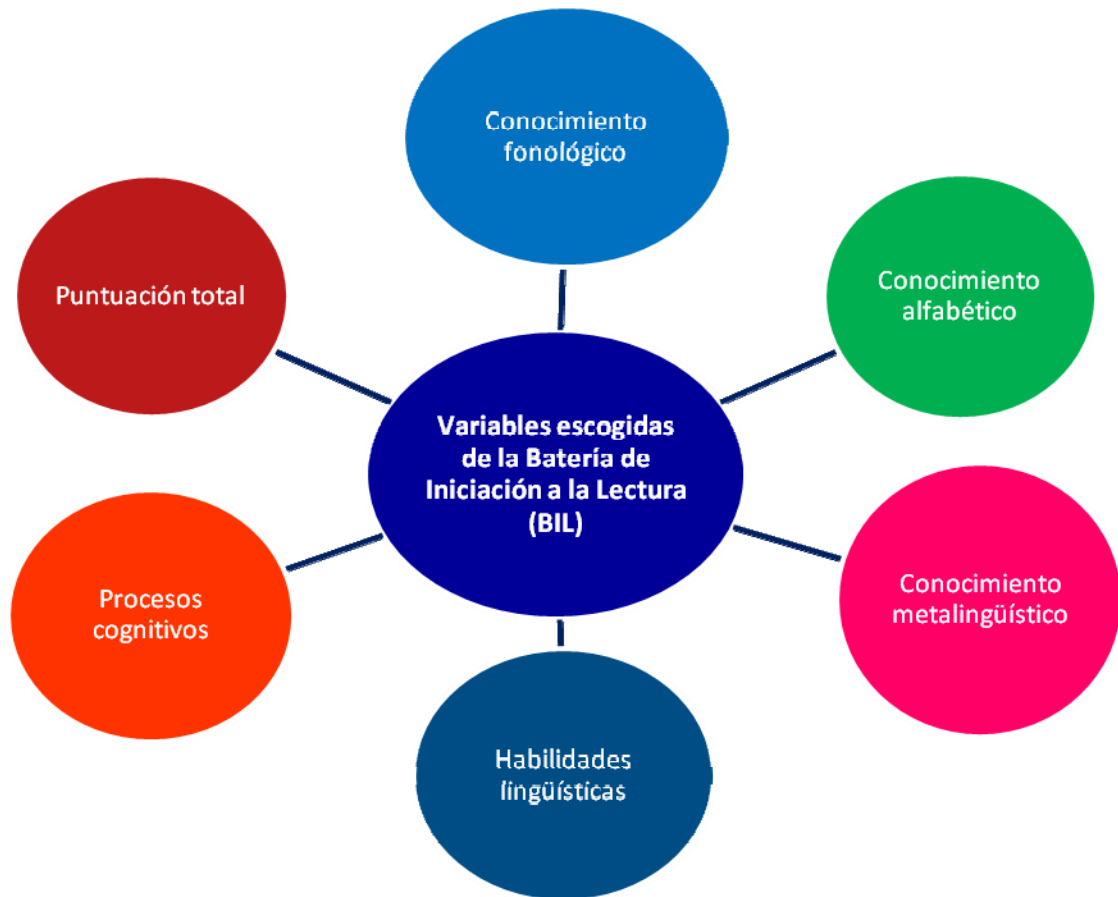 Conocimiento
fonológico
Puntuación total
Conocimiento
alfabético
Variables escogidas
de la Batería de
Iniciación a la Lectura
(BIL)
Procesos
cognitivos
Conocimiento
metalingüístico
Habilidades
lingüísticas